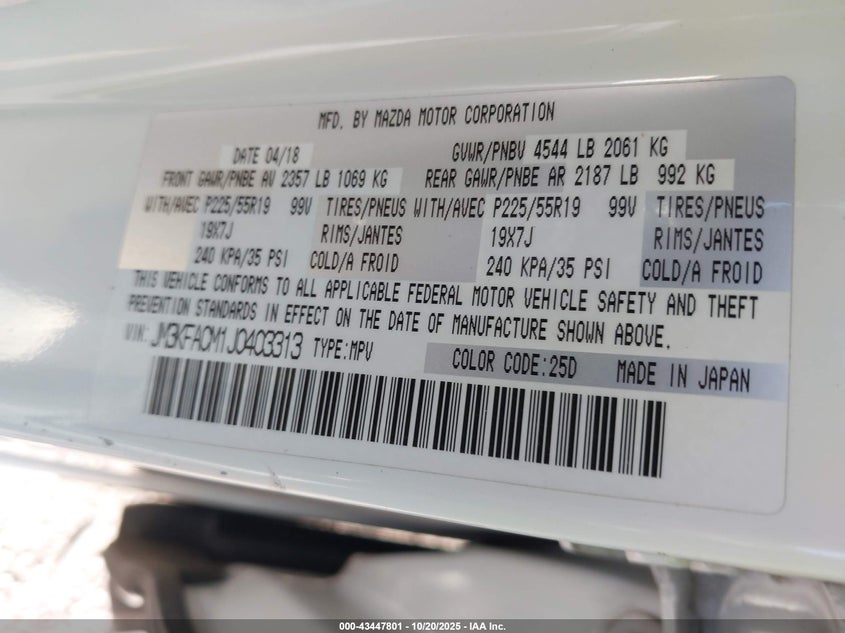 MFD. BY MAZDA MOTOR CORPORATION
DATE 04/18 GVWR/PNBV 4544 LB 2061 KG
FRONT GAWR/PNBE AV 2357 LB 1069 KG REAR GAWR/PNBE AR 2187 LB 992 KG
WITH/AVEC P225/55R19 99V TIRES/PNEUS WITH/AVEC P225/55R19 99V TIRES/PNEUS
19X7J RIMS/JANTES 19X7J RIMS/JANTES
240 KPA/35 PSI COLD/A FROID 240 KPA/35 PSI COLD/A FROID
THIS VEHICLE CONFORMS TO ALL APPLICABLE FEDERAL MOTOR VEHICLE SAFETY AND THEFT
PREVENTION STANDARDS IN EFFECT ON THE DATE OF MANUFACTURE SHOWN ABOVE.
VIN: JM3KFACM1J0403313 TYPE:MPV
COLOR CODE:25D MADE IN JAPAN
000-43447801 - 10/20/2025 - IAA Inc.